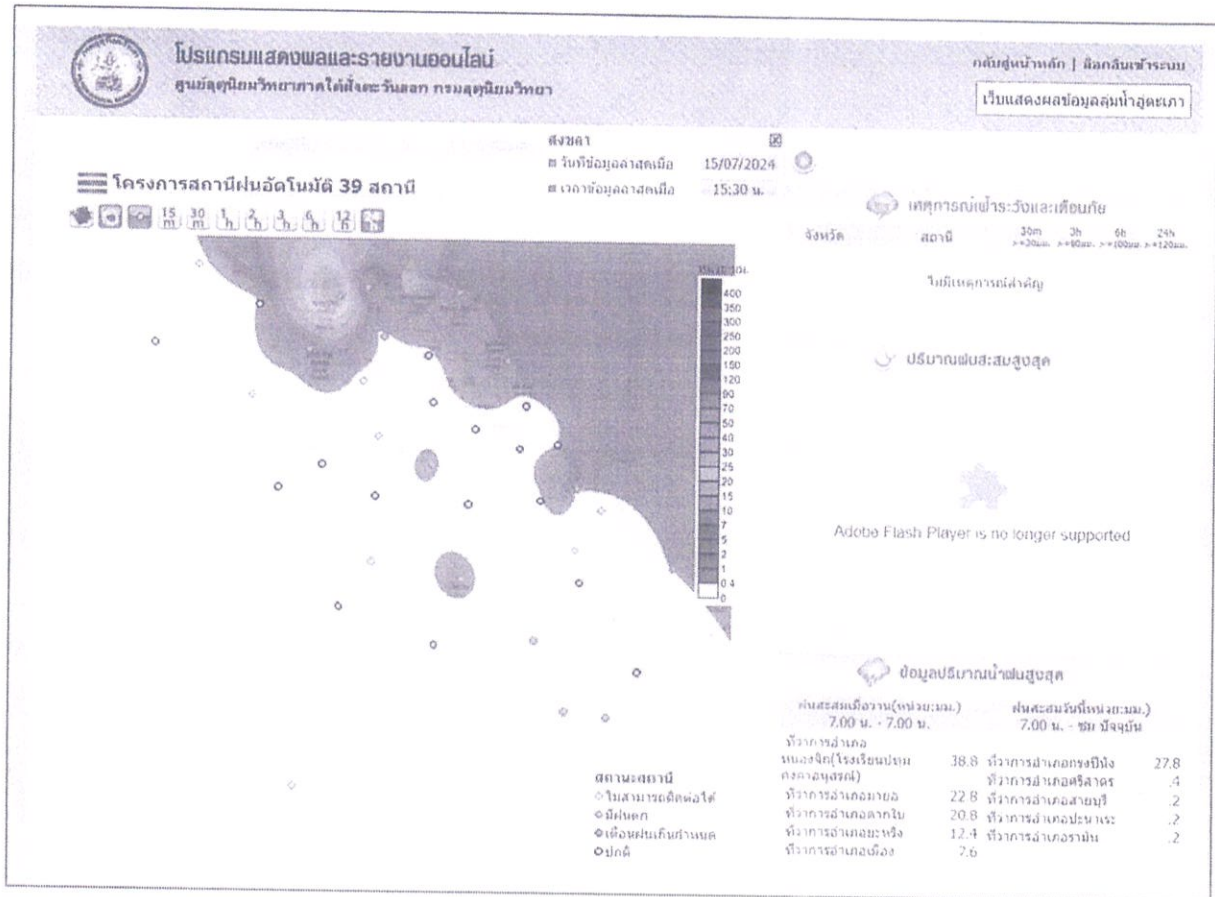 โปรแกรมแสดงผลและรายงานออนไลน์
ศูนย์อุตุนิยมวิทยาภาคใต้ฝั่งตะวันออก กรมอุตุนิยมวิทยา
กลับสู่หน้าหลัก | ล็อกอินเข้าระบบ
เว็บแสดงผลข้อมูลลุ่มน้ำอู่ตะเภา
สงขลา
วันที่ข้อมูลล่าสุดเมื่อ 15/07/2024
เวลาข้อมูลล่าสุดเมื่อ 15:30 น.
โครงการสถานีฝนอัตโนมัติ 39 สถานี
15 m 30 m 1 h 2 h 3 h 6 h 12 h
เหตุการณ์เฝ้าระวังและเตือนภัย
จังหวัด สถานี 30m 3h 6h 24h
>=30มม. >=90มม. >=100มม. >=120มม.
ไม่มีเหตุการณ์สำคัญ
400
350
300
250
200
150
120
90
70
50
40
30
25
20
15
10
7
5
2
1
0.4
0
ปริมาณฝนสะสมสูงสุด
Adobe Flash Player is no longer supported
ข้อมูลปริมาณน้ำฝนสูงสุด
ฝนสะสมเมื่อวาน(หน่วย:มม.) ฝนสะสมวันนี้หน่วย:มม.)
7.00 น. - 7.00 น. 7.00 น. - ชม ปัจจุบัน
ที่ว่าการอำเภอ
หนองจิก(โรงเรียนประชุม 38.8 ที่ว่าการอำเภอกรงปินัง 27.8
ที่ว่าการอำเภอศรีสาคร .4
ที่ว่าการอำเภอมายอ 22.8 ที่ว่าการอำเภอสายบุรี .2
ที่ว่าการอำเภอตากใบ 20.8 ที่ว่าการอำเภอปะนาเระ .2
ที่ว่าการอำเภอยะหริ่ง 12.4 ที่ว่าการอำเภอรามัน .2
ที่ว่าการอำเภอเมือง 7.6
สถานะสถานี
ไม่สามารถติดต่อได้
มีฝนตก
เตือนฝนเกินกำหนด
ปกติ